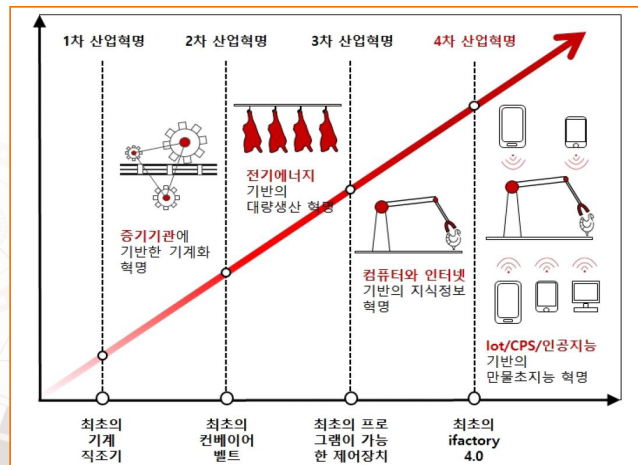 1차 산업혁명
2차 산업혁명
3차 산업혁명
4차 산업혁명
증기기관에
기반한 기계화
혁명
전기에너지
기반의
대량생산 혁명
컴퓨터와 인터넷
기반의 지식정보
혁명
Iot/CPS/인공지능
기반의
만물초지능 혁명
최초의
기계
직조기
최초의
컨베이어
벨트
최초의 프로
그램이 가능
한 제어장치
최초의
ifactory
4.0